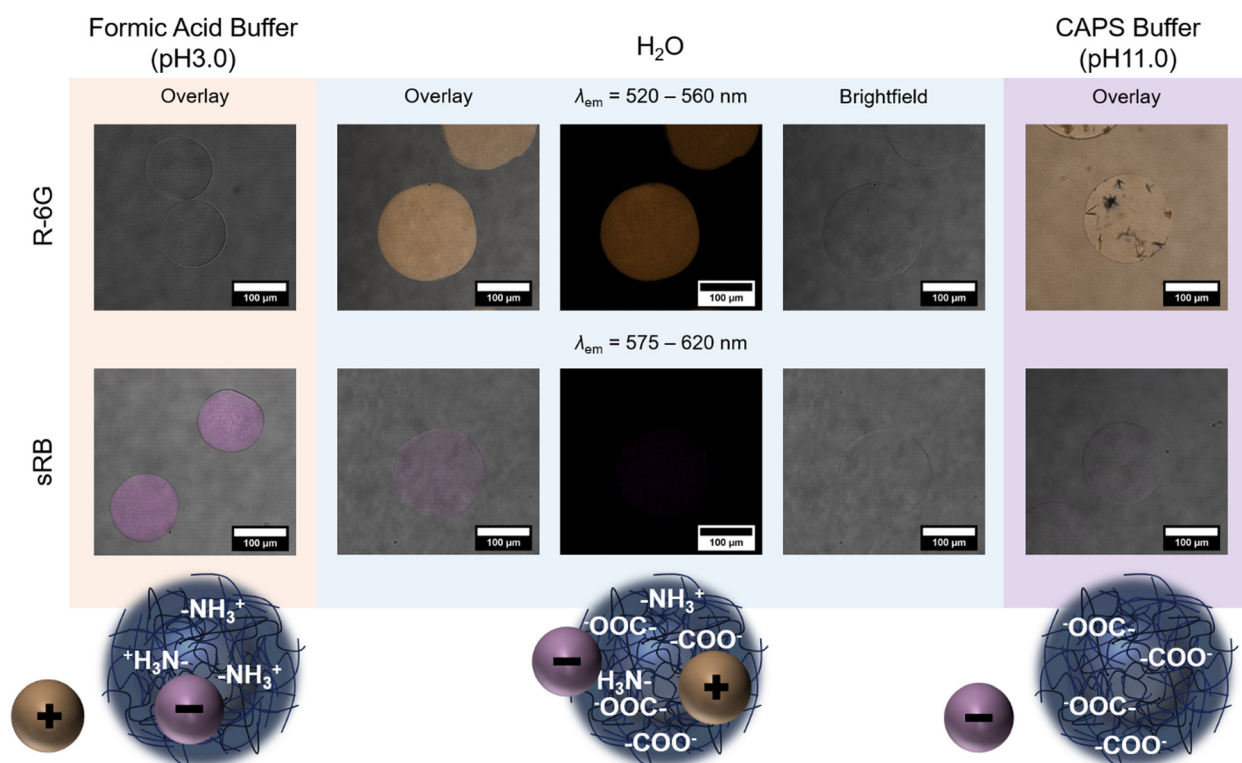 Formic Acid Buffer
(pH3.0)
H₂O
CAPS Buffer
(pH11.0)
Overlay
Overlay
λem = 520 – 560 nm
Brightfield
Overlay
R-6G
100 µm
100 µm
100 µm
100 µm
100 µm
λem = 575 – 620 nm
sRB
100 µm
100 µm
100 µm
100 µm
100 µm
-NH₃⁺
⁺H₃N-
-NH₃⁺
+
−
-NH₃⁺
⁻OOC-
-COO⁻
−
H₃N-
+
⁻OOC-
-COO⁻
⁻OOC-
-COO⁻
−
⁻OOC-
-COO⁻